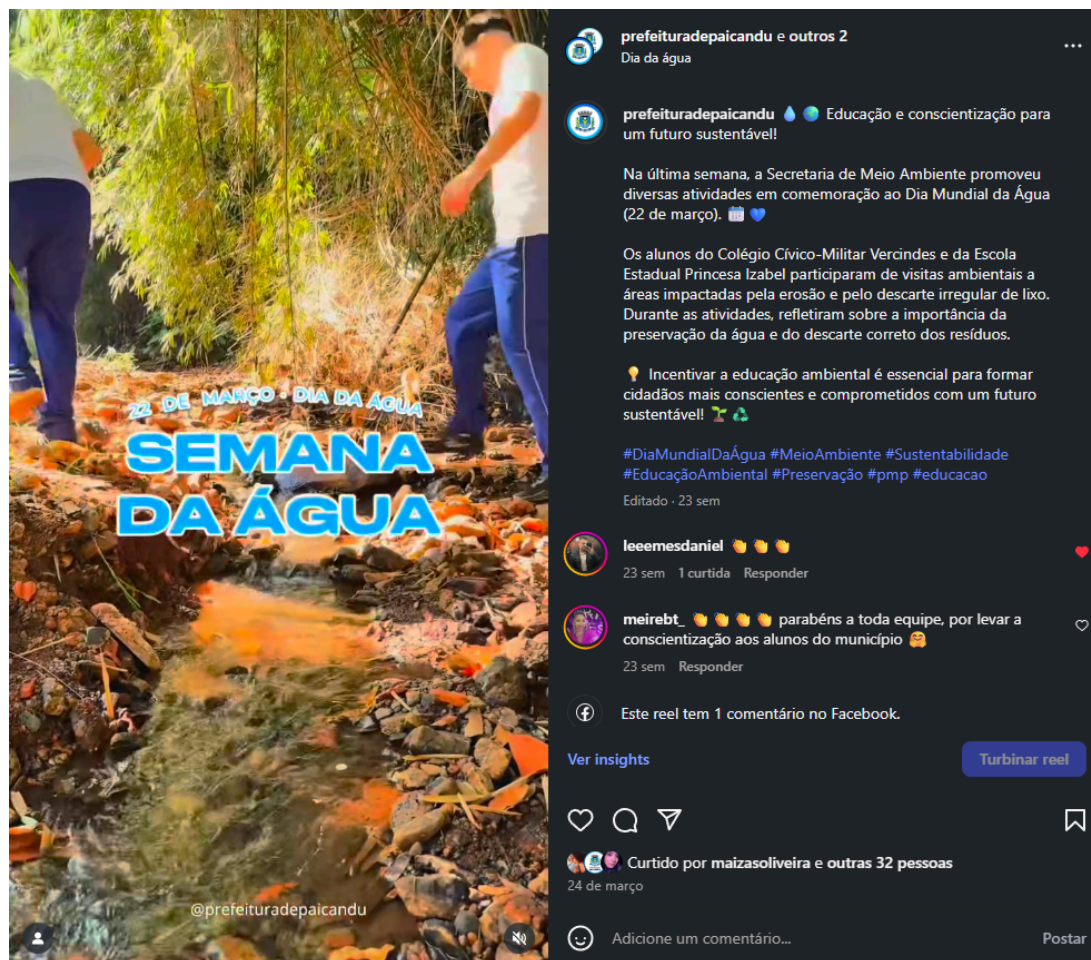 prefeituradepaicandu e outros 2
Dia da água
prefeituradepaicandu 💧 🌍 Educação e conscientização para
um futuro sustentável!
Na última semana, a Secretaria de Meio Ambiente promoveu
diversas atividades em comemoração ao Dia Mundial da Água
(22 de março). 🗓️ 💙
Os alunos do Colégio Cívico-Militar Vercindes e da Escola
Estadual Princesa Izabel participaram de visitas ambientais a
áreas impactadas pela erosão e pelo descarte irregular de lixo.
Durante as atividades, refletiram sobre a importância da
preservação da água e do descarte correto dos resíduos.
💡 Incentivar a educação ambiental é essencial para formar
cidadãos mais conscientes e comprometidos com um futuro
sustentável! 🌱 ♻️
#DiaMundialDaÁgua #MeioAmbiente #Sustentabilidade
#EducaçãoAmbiental #Preservação #pmp #educacao
Editado · 23 sem
leeemesdaniel 👏 👏 👏
23 sem 1 curtida Responder
meirebt_ 👏 👏 👏 👏 parabéns a toda equipe, por levar a
conscientização aos alunos do município 🤗
23 sem Responder
Este reel tem 1 comentário no Facebook.
Ver insights
Turbinar reel
Curtido por maizasoliveira e outras 32 pessoas
24 de março
Adicione um comentário...
Postar
22 DE MARÇO · DIA DA ÁGUA
SEMANA
DA ÁGUA
@prefeituradepaicandu